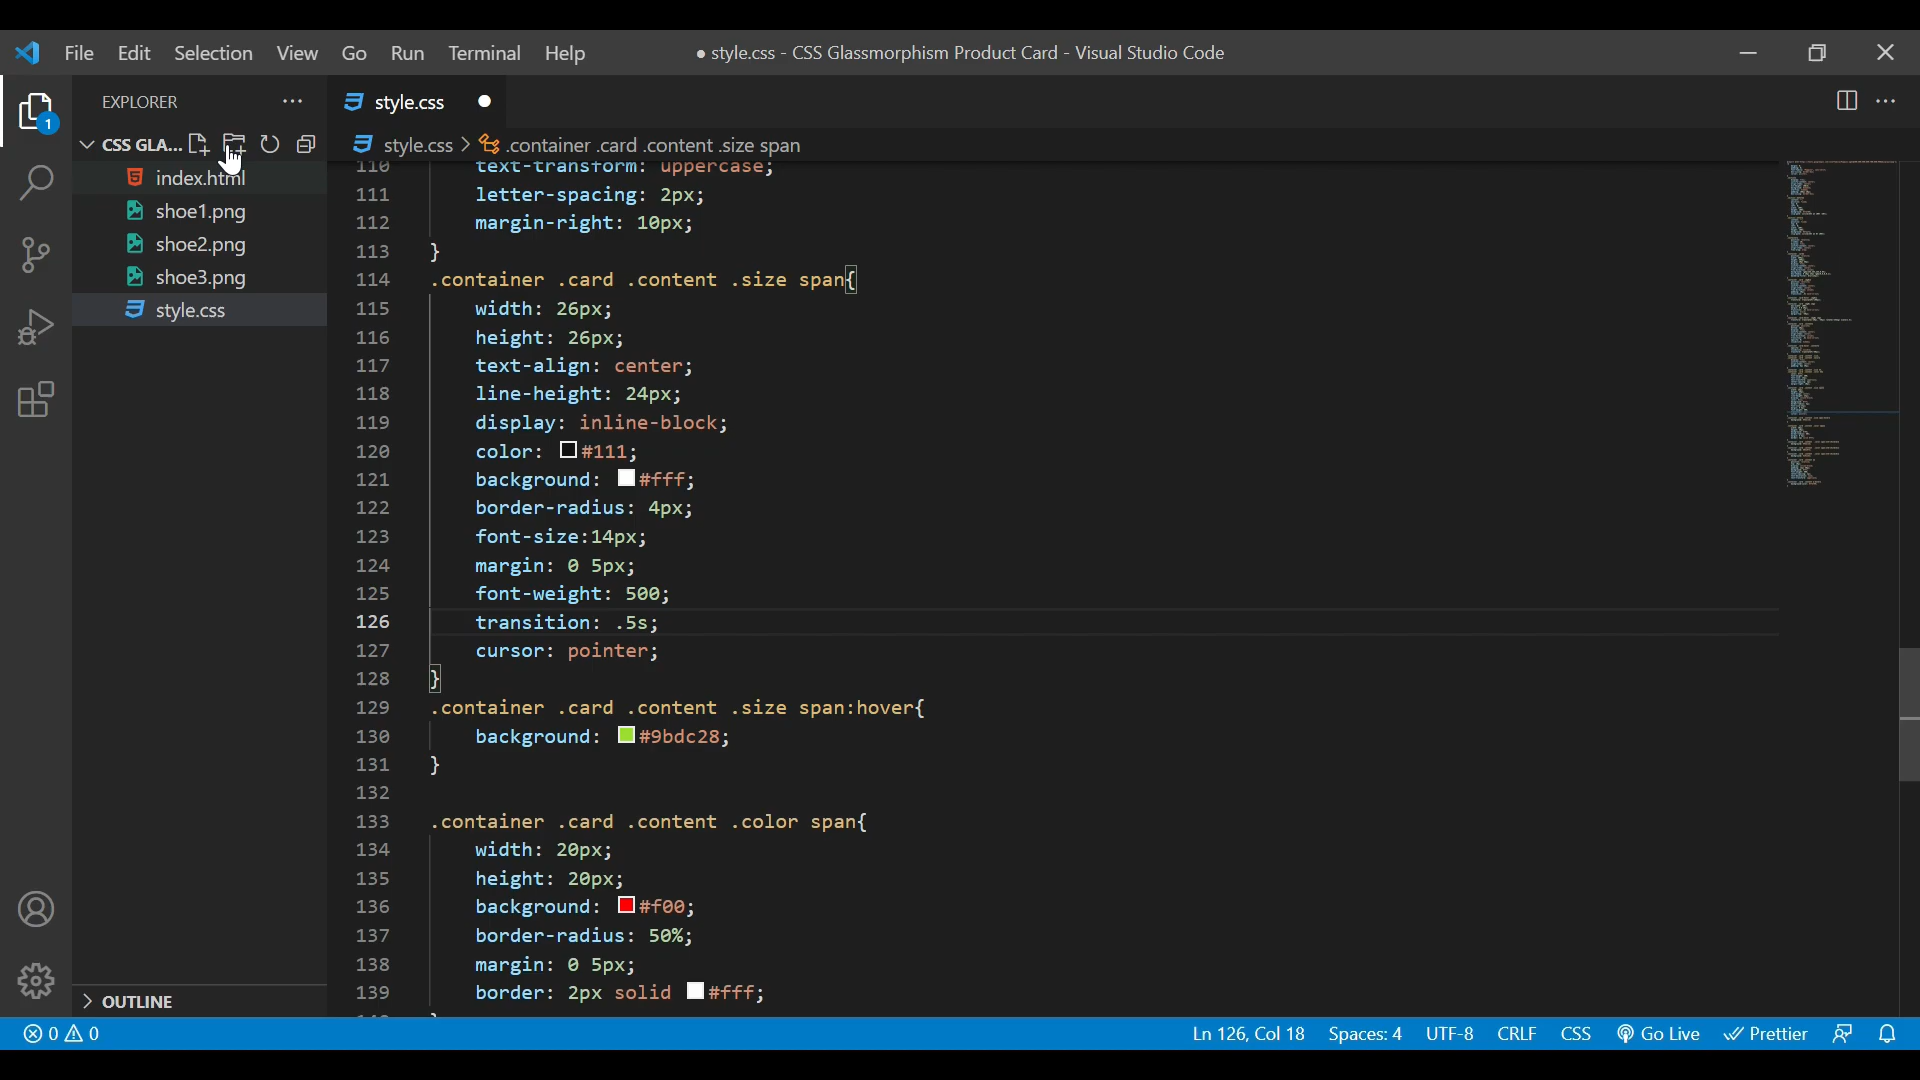 File Edit Selection View Go Run Terminal Help
● style.css - CSS Glassmorphism Product Card - Visual Studio Code
EXPLORER
1
CSS GLA...
index.html
shoe1.png
shoe2.png
shoe3.png
style.css
OUTLINE
style.css
style.css > .container .card .content .size span
110 text-transform: uppercase;
111 letter-spacing: 2px;
112 margin-right: 10px;
113 }
114 .container .card .content .size span{
115 width: 26px;
116 height: 26px;
117 text-align: center;
118 line-height: 24px;
119 display: inline-block;
120 color: #111;
121 background: #fff;
122 border-radius: 4px;
123 font-size:14px;
124 margin: 0 5px;
125 font-weight: 500;
126 transition: .5s;
127 cursor: pointer;
128 }
129 .container .card .content .size span:hover{
130 background: #9bdc28;
131 }
132
133 .container .card .content .color span{
134 width: 20px;
135 height: 20px;
136 background: #f00;
137 border-radius: 50%;
138 margin: 0 5px;
139 border: 2px solid #fff;
0 0
Ln 126, Col 18 Spaces: 4 UTF-8 CRLF CSS Go Live Prettier